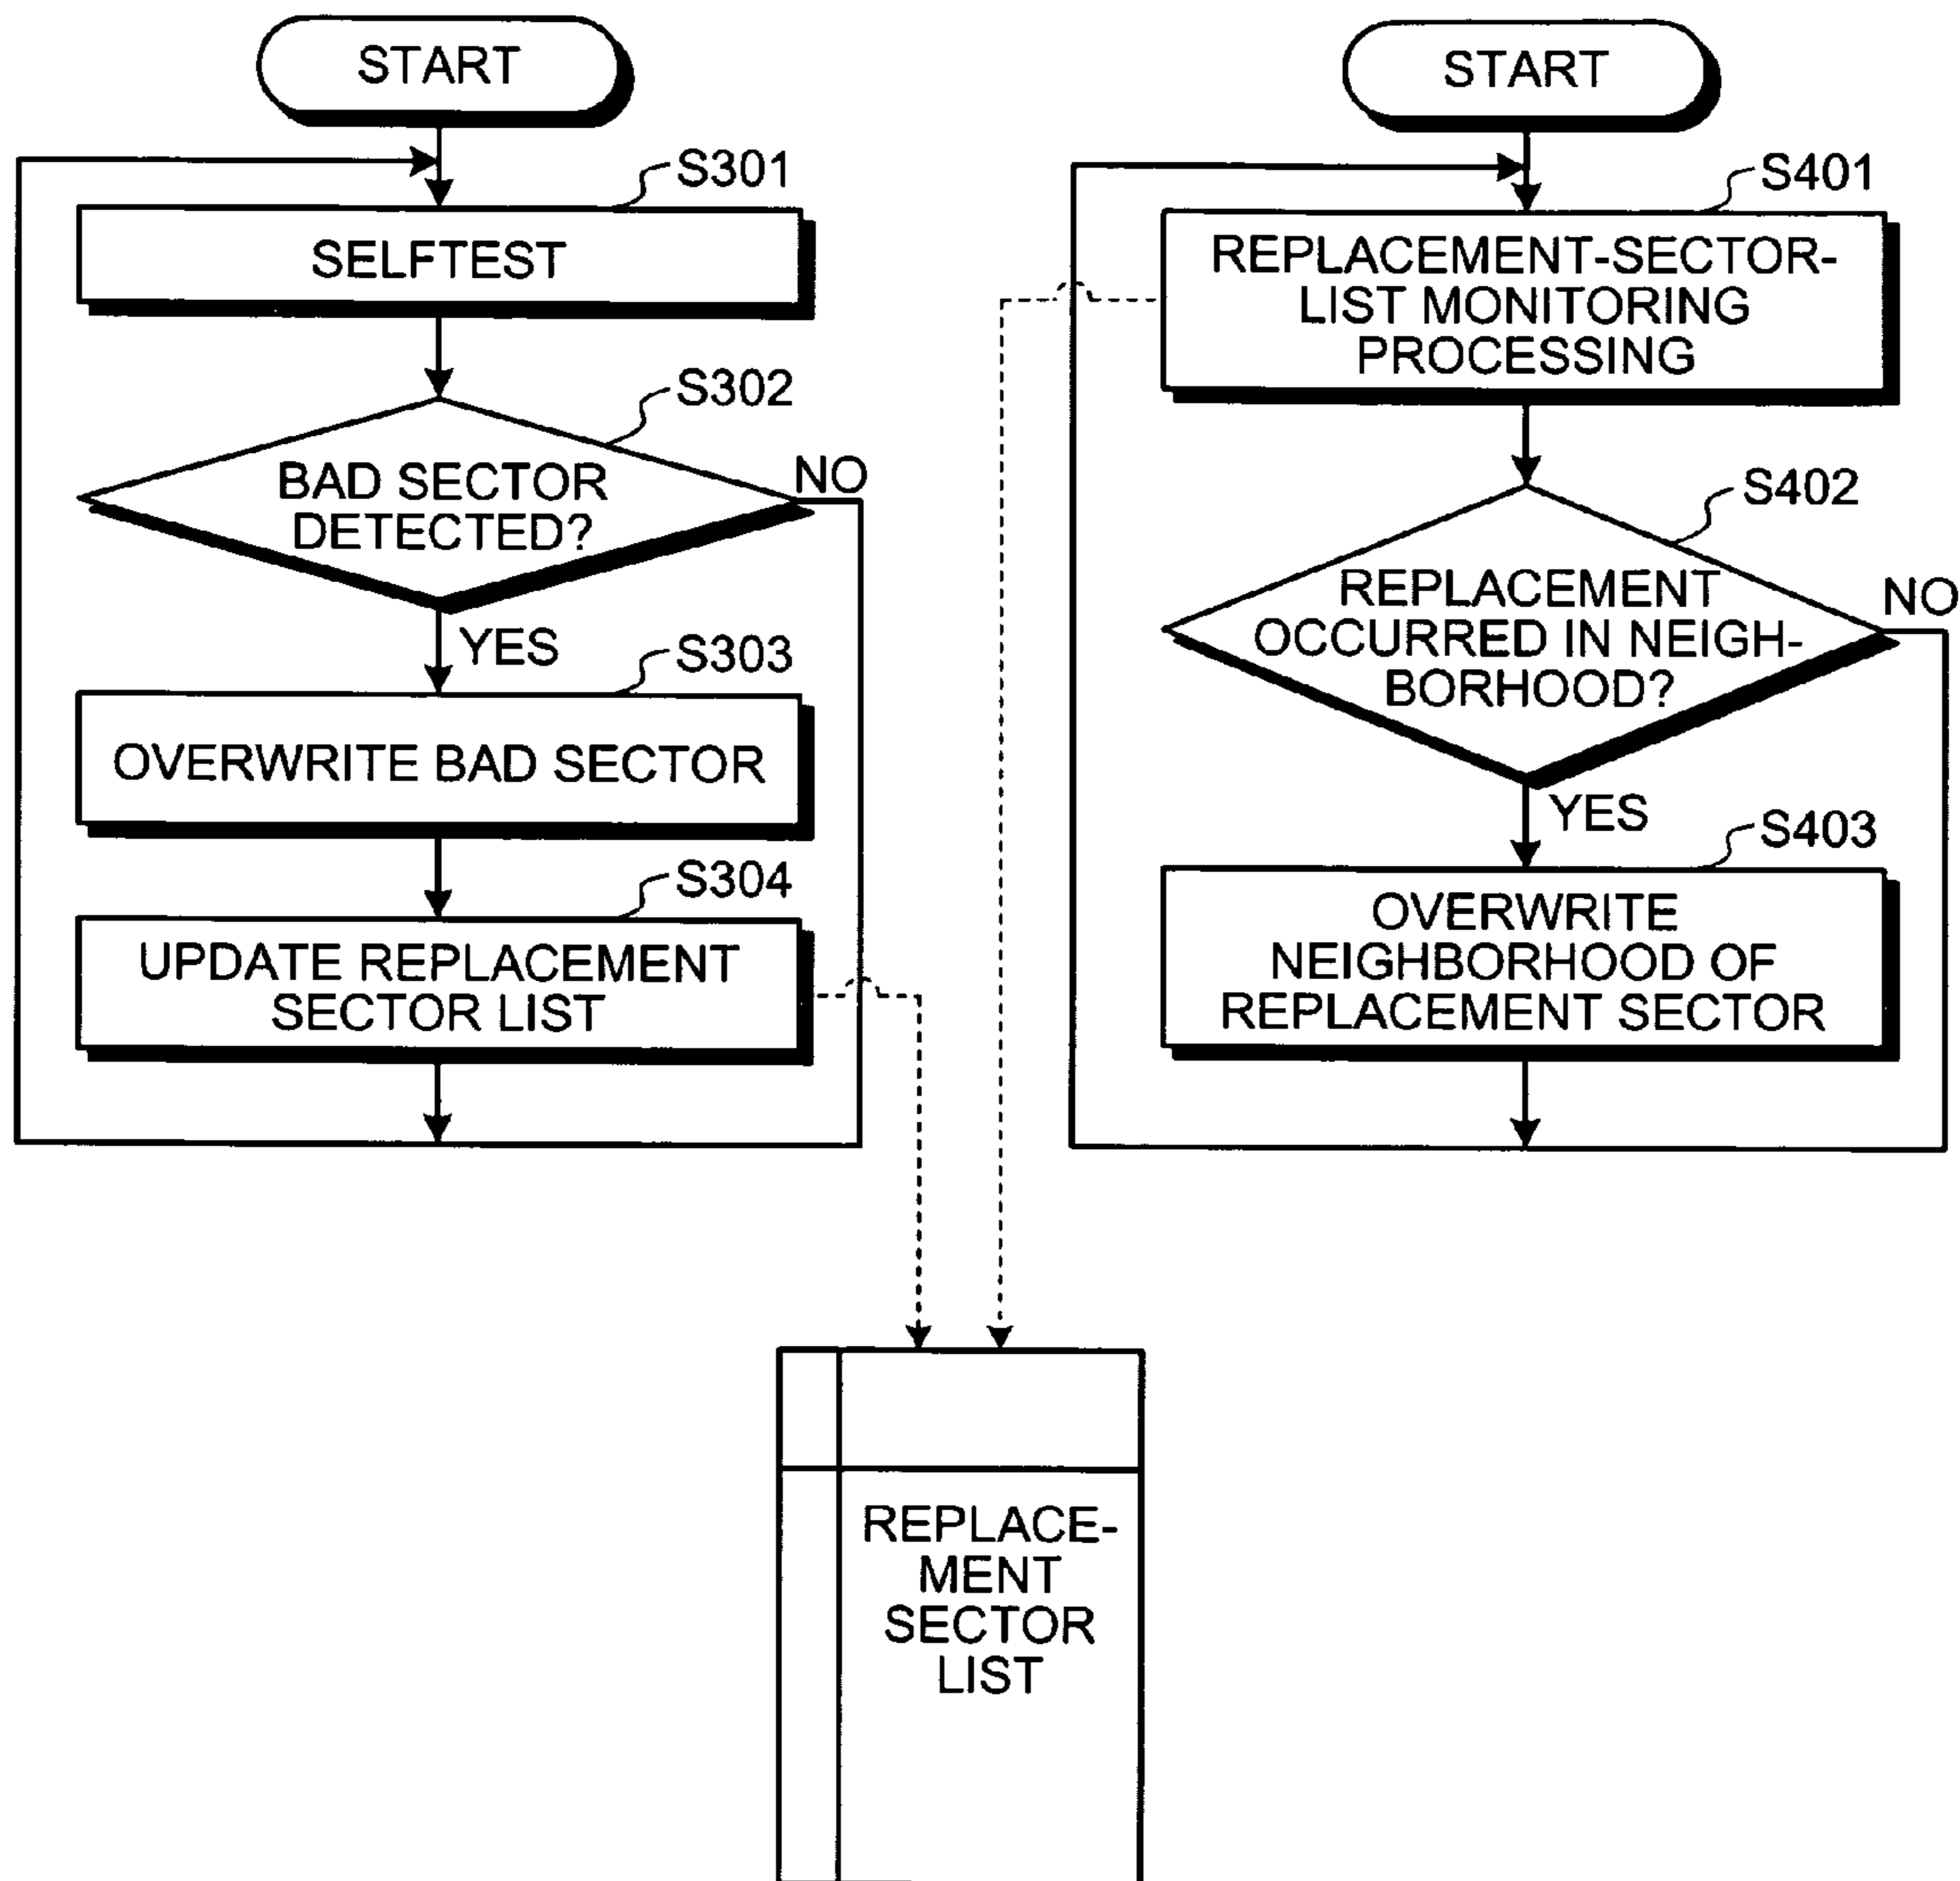 START
S301
SELFTEST
S302
BAD SECTOR
DETECTED?
NO
YES
S303
OVERWRITE BAD SECTOR
S304
UPDATE REPLACEMENT
SECTOR LIST
START
S401
REPLACEMENT-SECTOR-
LIST MONITORING
PROCESSING
S402
REPLACEMENT
OCCURRED IN NEIGH-
BORHOOD?
NO
YES
S403
OVERWRITE
NEIGHBORHOOD OF
REPLACEMENT SECTOR
REPLACE-
MENT
SECTOR
LIST